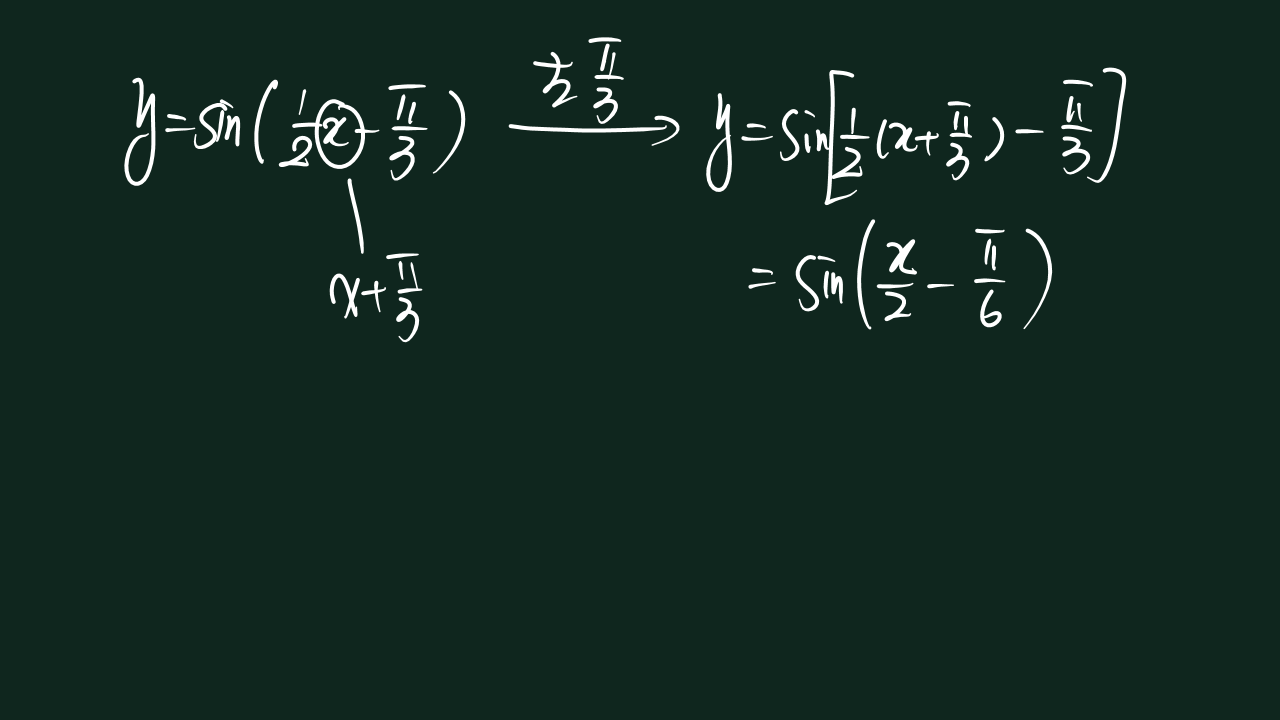 y=sin(1/2 x - π/3) 左 π/3 → y=sin[1/2 (x+π/3) - π/3]
x+π/3 = sin(x/2 - π/6)